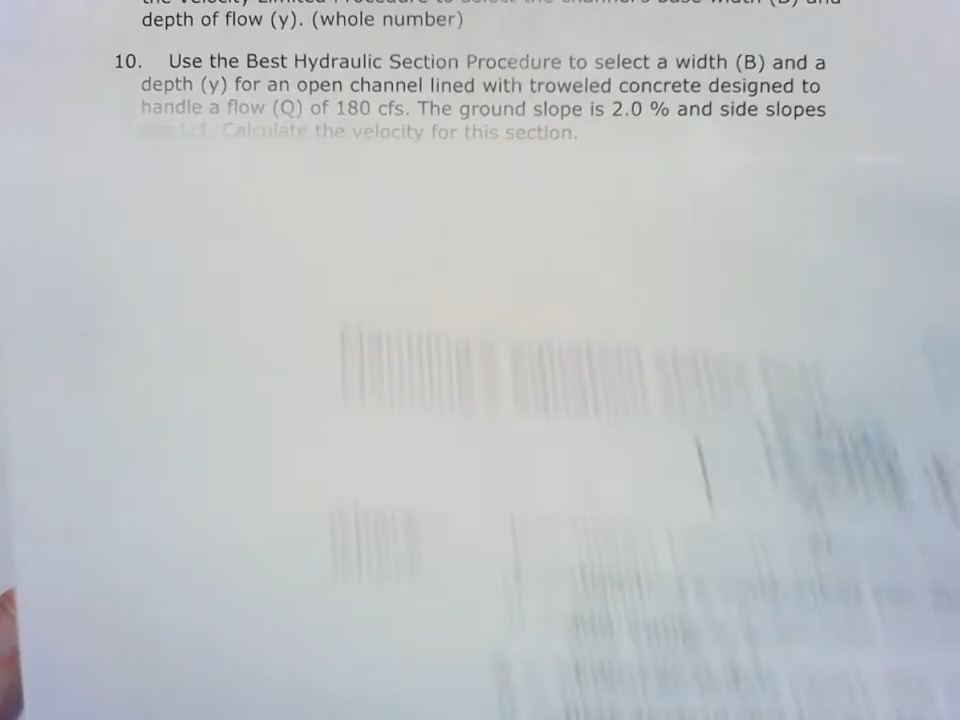 depth of flow (y). (whole number)
10. Use the Best Hydraulic Section Procedure to select a width (B) and a
depth (y) for an open channel lined with troweled concrete designed to
handle a flow (Q) of 180 cfs. The ground slope is 2.0 % and side slopes
1:1. Calculate the velocity for this section.